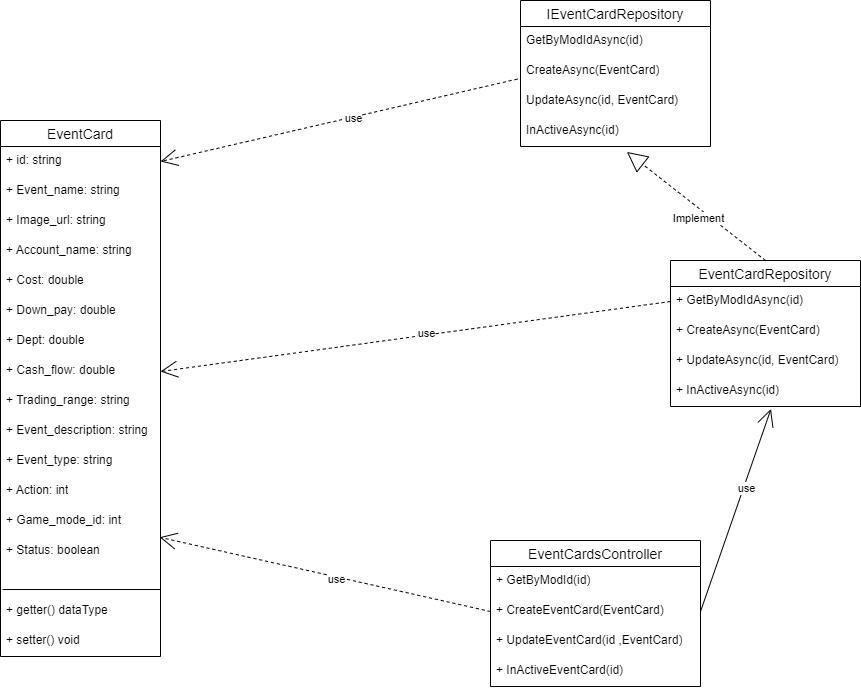 IEventCardRepository
GetByModIdAsync(id)
CreateAsync(EventCard)
UpdateAsync(id, EventCard)
InActiveAsync(id)
use
EventCard
+ id: string
+ Event_name: string
+ Image_url: string
+ Account_name: string
+ Cost: double
+ Down_pay: double
+ Dept: double
+ Cash_flow: double
+ Trading_range: string
+ Event_description: string
+ Event_type: string
+ Action: int
+ Game_mode_id: int
+ Status: boolean
+ getter() dataType
+ setter() void
Implement
EventCardRepository
+ GetByModIdAsync(id)
+ CreateAsync(EventCard)
+ UpdateAsync(id, EventCard)
+ InActiveAsync(id)
use
use
EventCardsController
+ GetByModId(id)
+ CreateEventCard(EventCard)
+ UpdateEventCard(id ,EventCard)
+ InActiveEventCard(id)
use